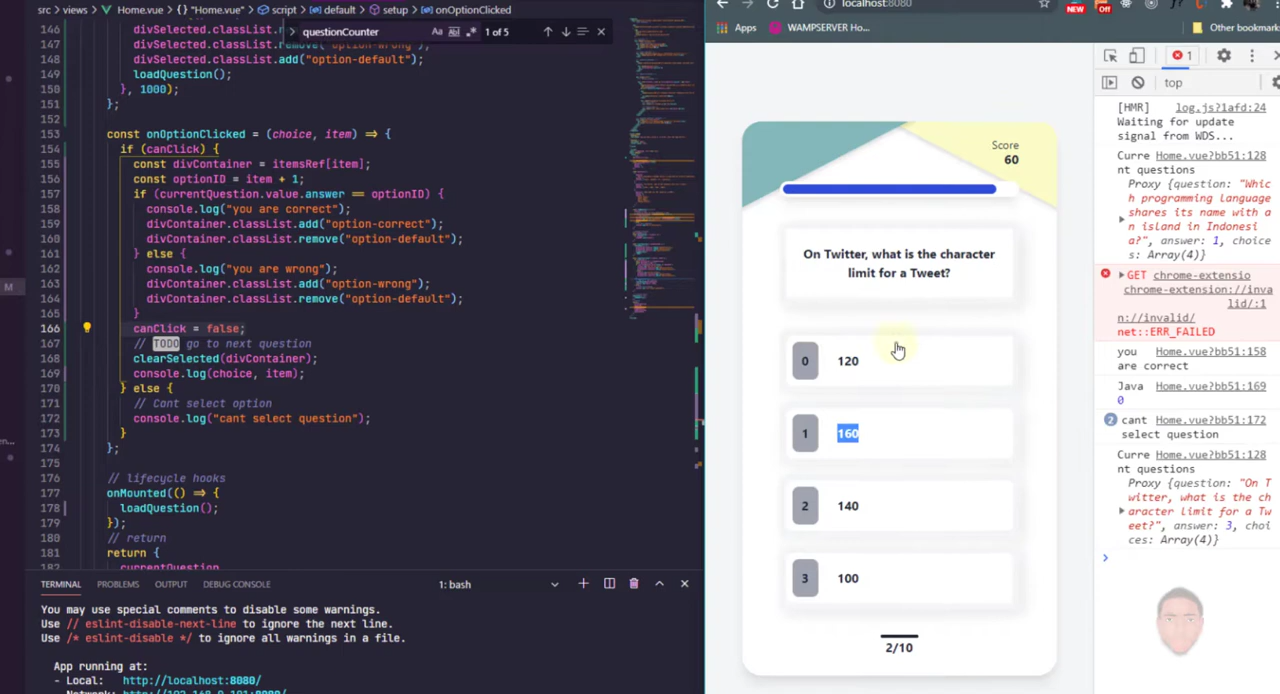 src > views > Home.vue > {} "Home.vue" > script > default > setup > onOptionClicked
questionCounter
1 of 5
146 divSelected.classList.
147 divSelected.classList.remove("option-wrong");
148 divSelected.classList.add("option-default");
149 loadQuestion();
150 }, 1000);
151 };
152
153 const onOptionClicked = (choice, item) => {
154 if (canClick) {
155 const divContainer = itemsRef[item];
156 const optionID = item + 1;
157 if (currentQuestion.value.answer == optionID) {
158 console.log("you are correct");
159 divContainer.classList.add("option-correct");
160 divContainer.classList.remove("option-default");
161 } else {
162 console.log("you are wrong");
163 divContainer.classList.add("option-wrong");
164 divContainer.classList.remove("option-default");
165 }
166 canClick = false;
167 // TODO go to next question
168 clearSelected(divContainer);
169 console.log(choice, item);
170 } else {
171 // Cant select option
172 console.log("cant select question");
173 }
174 };
175
176 // lifecycle hooks
177 onMounted(() => {
178 loadQuestion();
179 });
180 // return
181 return {
182 currentQuestion
M
TERMINAL PROBLEMS OUTPUT DEBUG CONSOLE
1: bash
You may use special comments to disable some warnings.
Use // eslint-disable-next-line to ignore the next line.
Use /* eslint-disable */ to ignore all warnings in a file.
App running at:
- Local: http://localhost:8080/
localhost:8080
NEW
Off
Apps
WAMPSERVER Ho...
Other bookmark
Score
60
On Twitter, what is the character
limit for a Tweet?
0 120
1 160
2 140
3 100
2/10
1
top
[HMR] log.js?1afd:24
Waiting for update
signal from WDS...
Curre Home.vue?bb51:128
nt questions
Proxy {question: "Whic
h programming language
shares its name with a
n island in Indonesi
a?", answer: 1, choice
s: Array(4)}
GET chrome-extensio
chrome-extension://inva
lid/:1
n://invalid/
net::ERR_FAILED
you Home.vue?bb51:158
are correct
Java Home.vue?bb51:169
0
2 cant Home.vue?bb51:172
select question
Curre Home.vue?bb51:128
nt questions
Proxy {question: "On T
witter, what is the ch
aracter limit for a Tw
eet?", answer: 3, choi
ces: Array(4)}